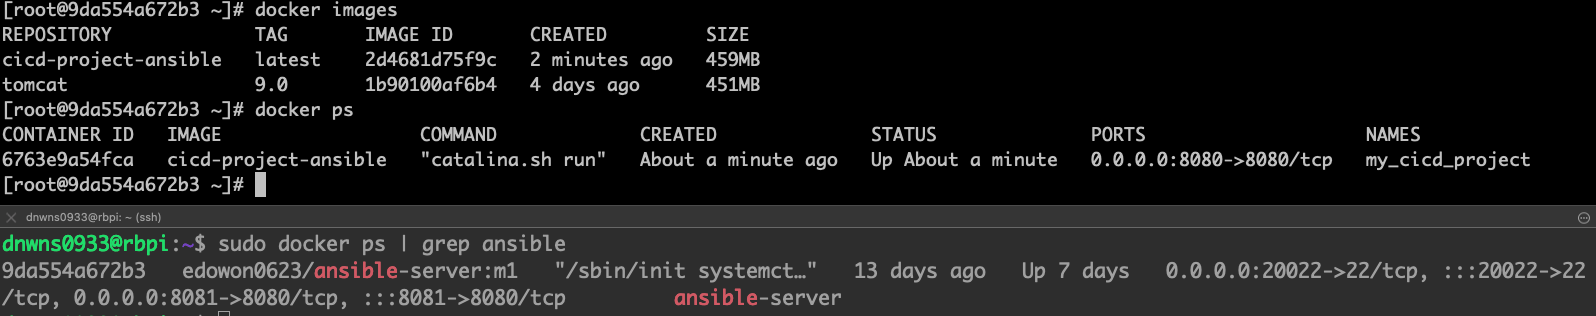 [root@9da554a672b3 ~]# docker images
REPOSITORY             TAG       IMAGE ID       CREATED         SIZE
cicd-project-ansible   latest    2d4681d75f9c   2 minutes ago   459MB
tomcat                 9.0       1b90100af6b4   4 days ago      451MB
[root@9da554a672b3 ~]# docker ps
CONTAINER ID   IMAGE                  COMMAND             CREATED              STATUS              PORTS                    NAMES
6763e9a54fca   cicd-project-ansible   "catalina.sh run"   About a minute ago   Up About a minute   0.0.0.0:8080->8080/tcp   my_cicd_project
[root@9da554a672b3 ~]#
dnwns0933@rbpi: ~ (ssh)
dnwns0933@rbpi:~$ sudo docker ps | grep ansible
9da554a672b3   edowon0623/ansible-server:m1   "/sbin/init systemct…"   13 days ago   Up 7 days   0.0.0.0:20022->22/tcp, :::20022->22
/tcp, 0.0.0.0:8081->8080/tcp, :::8081->8080/tcp          ansible-server